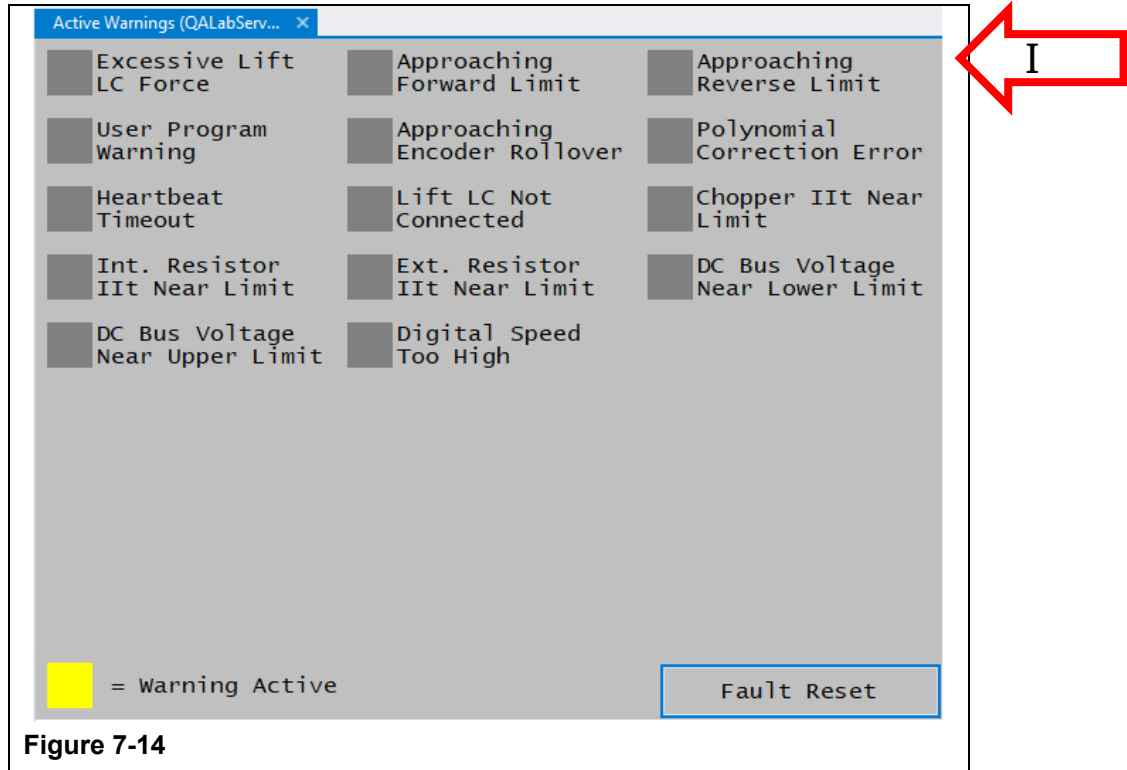 Active Warnings (QALabServ... ×
I
Excessive Lift
LC Force
Approaching
Forward Limit
Approaching
Reverse Limit
User Program
Warning
Approaching
Encoder Rollover
Polynomial
Correction Error
Heartbeat
Timeout
Lift LC Not
Connected
Chopper IIt Near
Limit
Int. Resistor
IIt Near Limit
Ext. Resistor
IIt Near Limit
DC Bus Voltage
Near Lower Limit
DC Bus Voltage
Near Upper Limit
Digital Speed
Too High
= Warning Active
Fault Reset
Figure 7-14